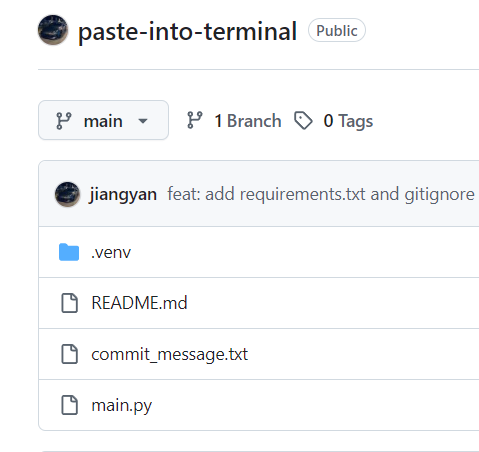 paste-into-terminal Public
main 1 Branch 0 Tags
jiangyan feat: add requirements.txt and gitignore
.venv
README.md
commit_message.txt
main.py